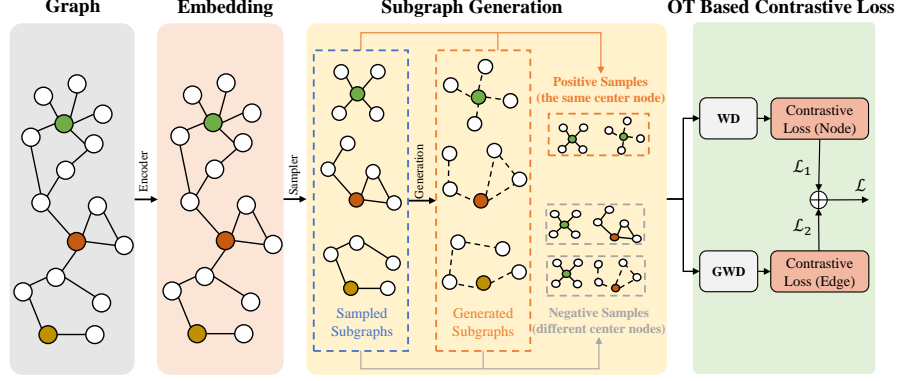 Graph
Embedding
Subgraph Generation
OT Based Contrastive Loss
Encoder
Sampler
Generation
Sampled
Subgraphs
Generated
Subgraphs
Positive Samples
(the same center
node)
Negative Samples
(different center nodes)
WD
Contrastive
Loss (Node)
ℒ₁
ℒ
ℒ₂
GWD
Contrastive
Loss (Edge)